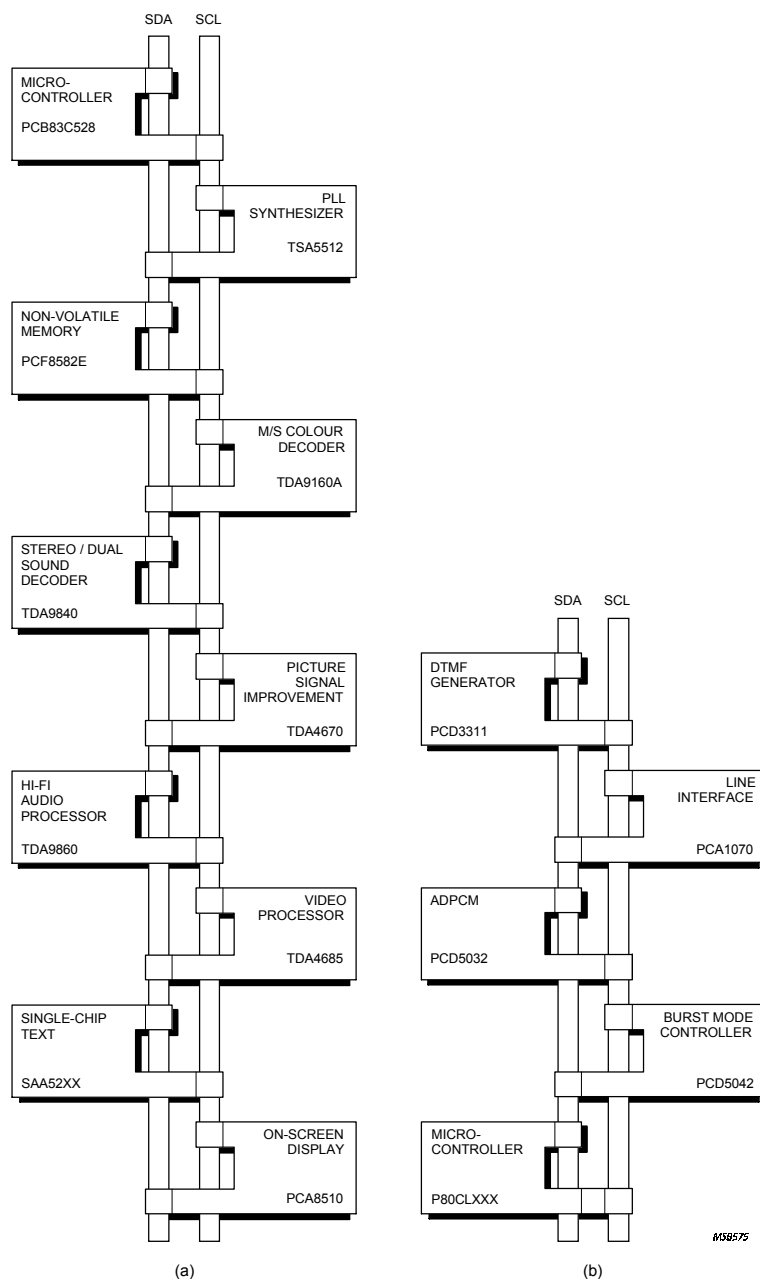 SDA SCL
MICRO-
CONTROLLER
PCB83C528
PLL
SYNTHESIZER
TSA5512
NON-VOLATILE
MEMORY
PCF8582E
M/S COLOUR
DECODER
TDA9160A
STEREO / DUAL
SOUND
DECODER
TDA9840
PICTURE
SIGNAL
IMPROVEMENT
TDA4670
HI-FI
AUDIO
PROCESSOR
TDA9860
VIDEO
PROCESSOR
TDA4685
SINGLE-CHIP
TEXT
SAA52XX
ON-SCREEN
DISPLAY
PCA8510
(a)
SDA SCL
DTMF
GENERATOR
PCD3311
LINE
INTERFACE
PCA1070
ADPCM
PCD5032
BURST MODE
CONTROLLER
PCD5042
MICRO-
CONTROLLER
P80CLXXX
MSB575
(b)